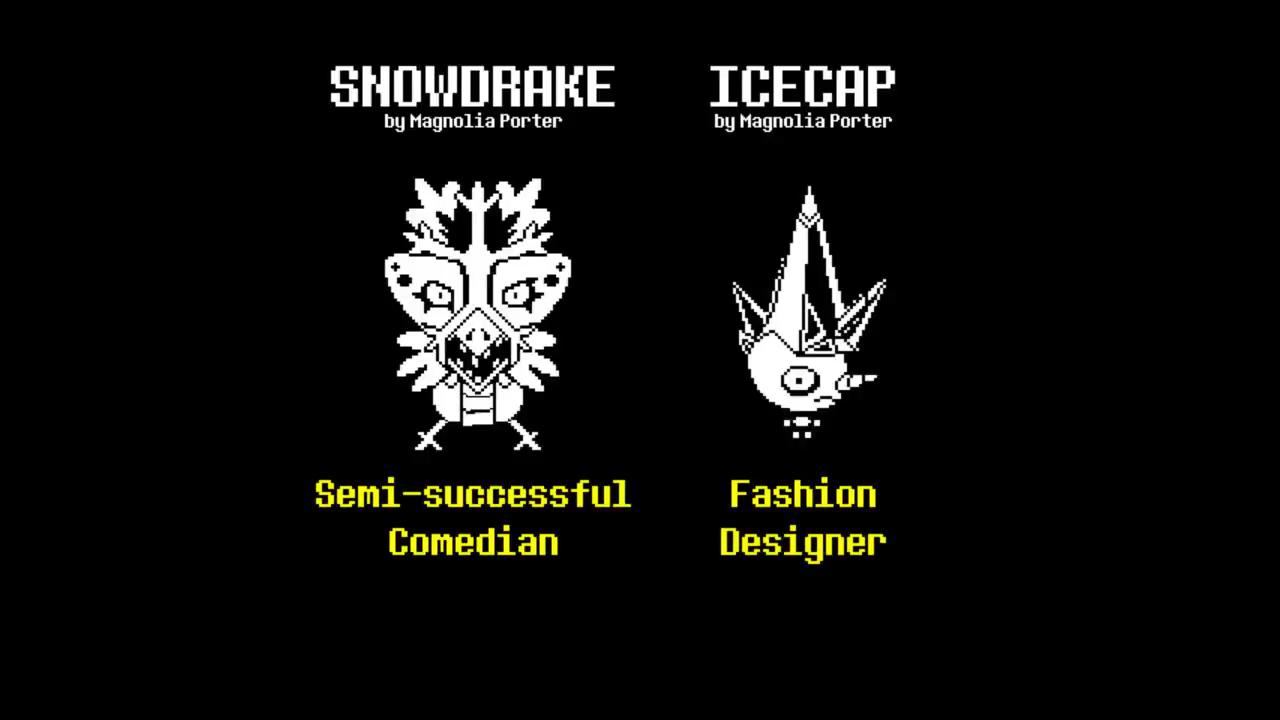 SNOWDRAKE
by Magnolia Porter
Semi-successful
Comedian
ICECAP
by Magnolia Porter
Fashion
Designer